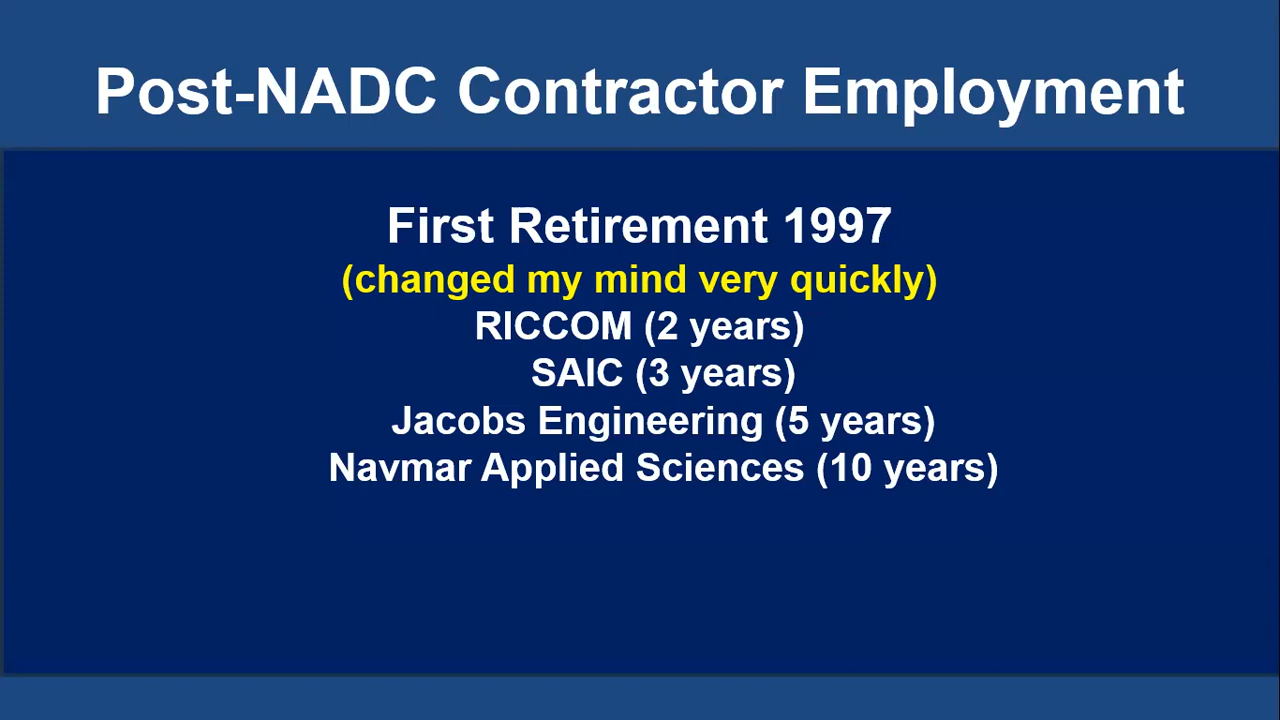 Post-NADC Contractor Employment
First Retirement 1997
(changed my mind very quickly)
RICCOM (2 years)
SAIC (3 years)
Jacobs Engineering (5 years)
Navmar Applied Sciences (10 years)